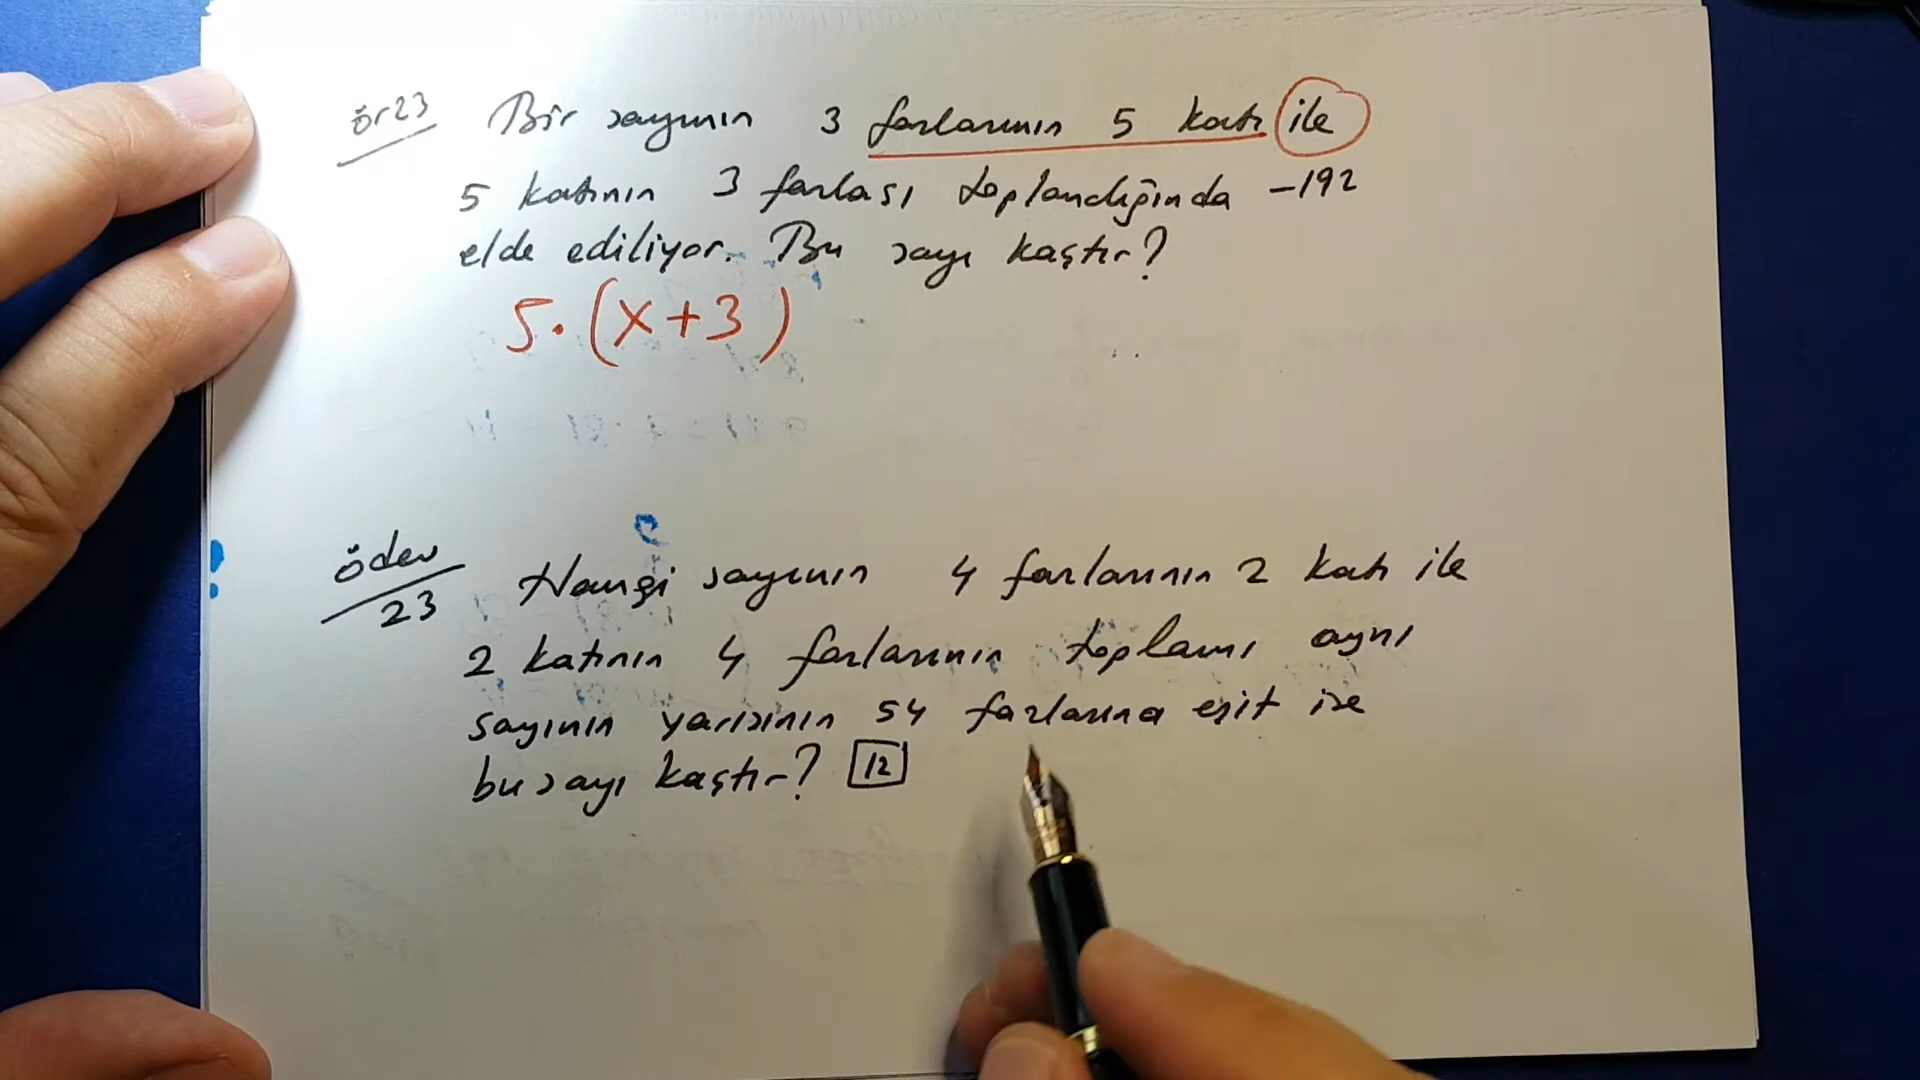 ör23 Bir sayının 3 fazlasının 5 katı ile
5 katının 3 fazlası toplandığında -192
elde ediliyor. Bu sayı kaçtır?
5.(x+3)
ödev 23 Hangi sayının 4 fazlasının 2 katı ile
2 katının 4 fazlasının toplamı aynı
sayının yarısının 54 fazlasına eşit ise
bu sayı kaçtır? 12